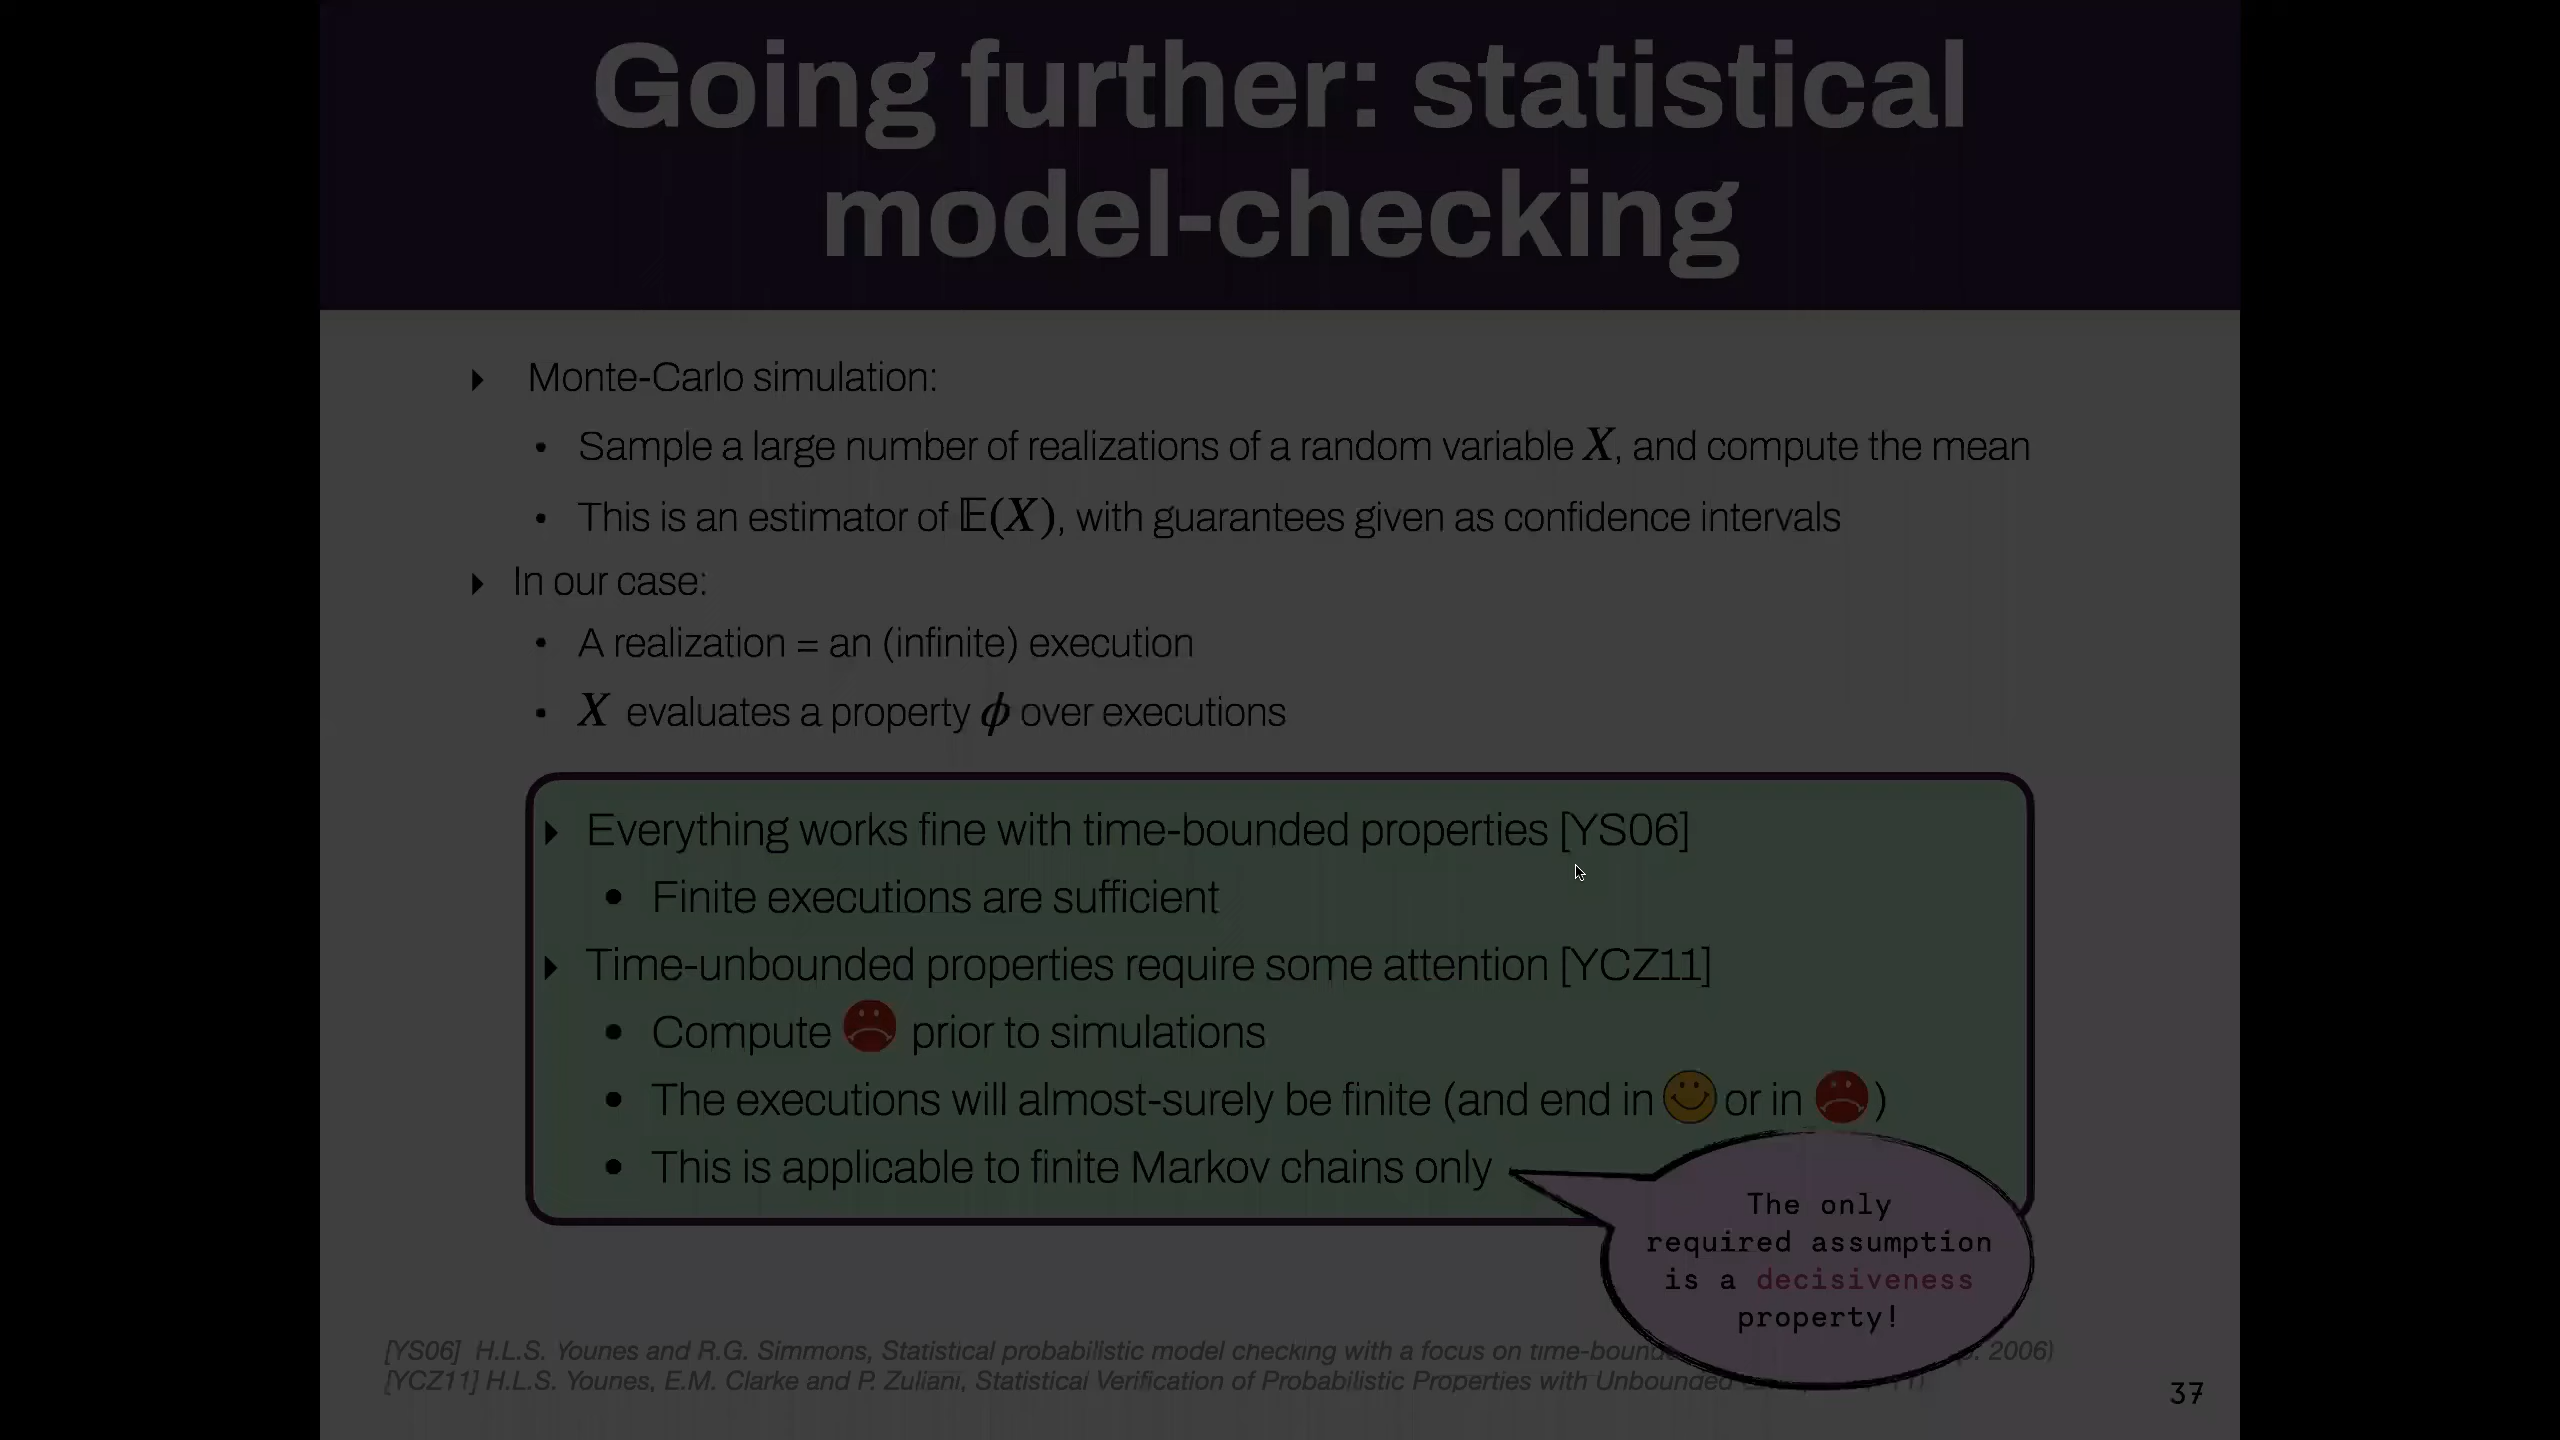 Going further: statistical
model-checking
‣ Monte-Carlo simulation:
• Sample a large number of realizations of a random variable X, and compute the mean
• This is an estimator of 𝔼(X), with guarantees given as confidence intervals
‣ In our case:
• A realization = an (infinite) execution
• X evaluates a property ϕ over executions
‣ Everything works fine with time-bounded properties [YS06]
• Finite executions are sufficient
‣ Time-unbounded properties require some attention [YCZ11]
• Compute ☹ prior to simulations
• The executions will almost-surely be finite (and end in 🙂 or in ☹)
• This is applicable to finite Markov chains only
The only
required assumption
is a decisiveness
property!
[YS06] H.L.S. Younes and R.G. Simmons, Statistical probabilistic model checking with a focus on 2006)
[YCZ11] H.L.S. Younes, E.M. Clarke and P. Zuliani, Statistical Verification of Probabilistic Properties with Unbounded
37